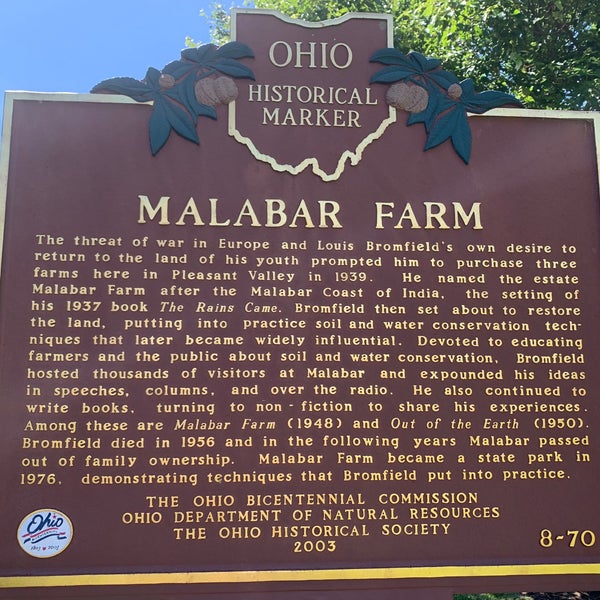 OHIO
HISTORICAL
MARKER
MALABAR FARM
The threat of war in Europe and Louis Bromfield's own desire to
return to the land of his youth prompted him to purchase three
farms here in Pleasant Valley in 1939. He named the estate
Malabar Farm after the Malabar Coast of India, the setting of
his 1937 book The Rains Came. Bromfield then set about to restore
the land, putting into practice soil and water conservation tech-
niques that later became widely influential. Devoted to educating
farmers and the public about soil and water conservation, Bromfield
hosted thousands of visitors at Malabar and expounded his ideas
in speeches, columns, and over the radio. He also continued to
write books, turning to non-fiction to share his experiences.
Among these are Malabar Farm (1948) and Out of the Earth (1950).
Bromfield died in 1956 and in the following years Malabar passed
out of family ownership. Malabar Farm became a state park in
1976, demonstrating techniques that Bromfield put into practice.
THE OHIO BICENTENNIAL COMMISSION
OHIO DEPARTMENT OF NATURAL RESOURCES
THE OHIO HISTORICAL SOCIETY
2003
8-70
Ohio
1803 2003